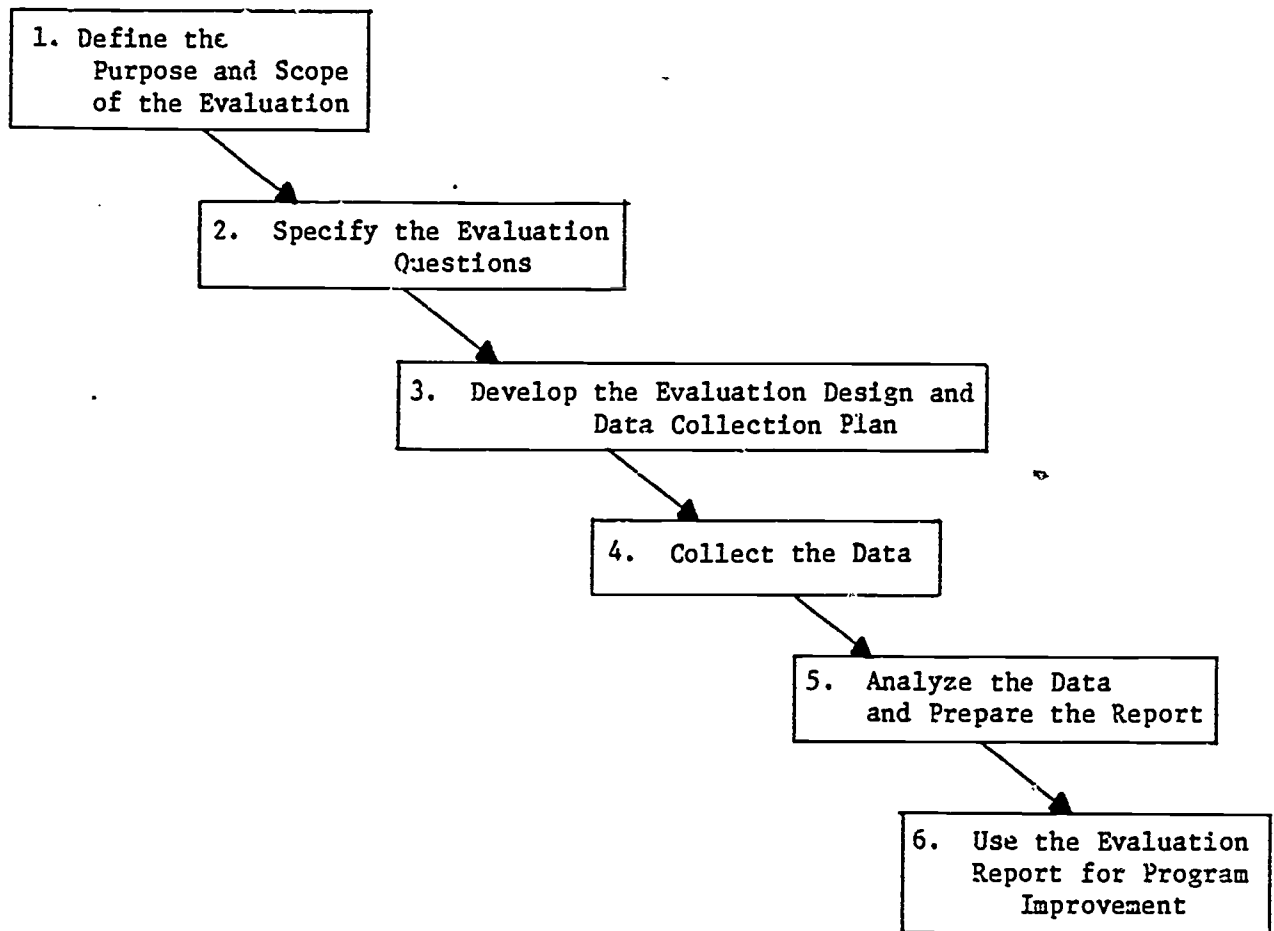 1. Define the
Purpose and Scope
of the Evaluation
2. Specify the Evaluation
Questions
3. Develop the Evaluation Design and
Data Collection Plan
4. Collect the Data
5. Analyze the Data
and Prepare the Report
6. Use the Evaluation
Report for Program
Improvement